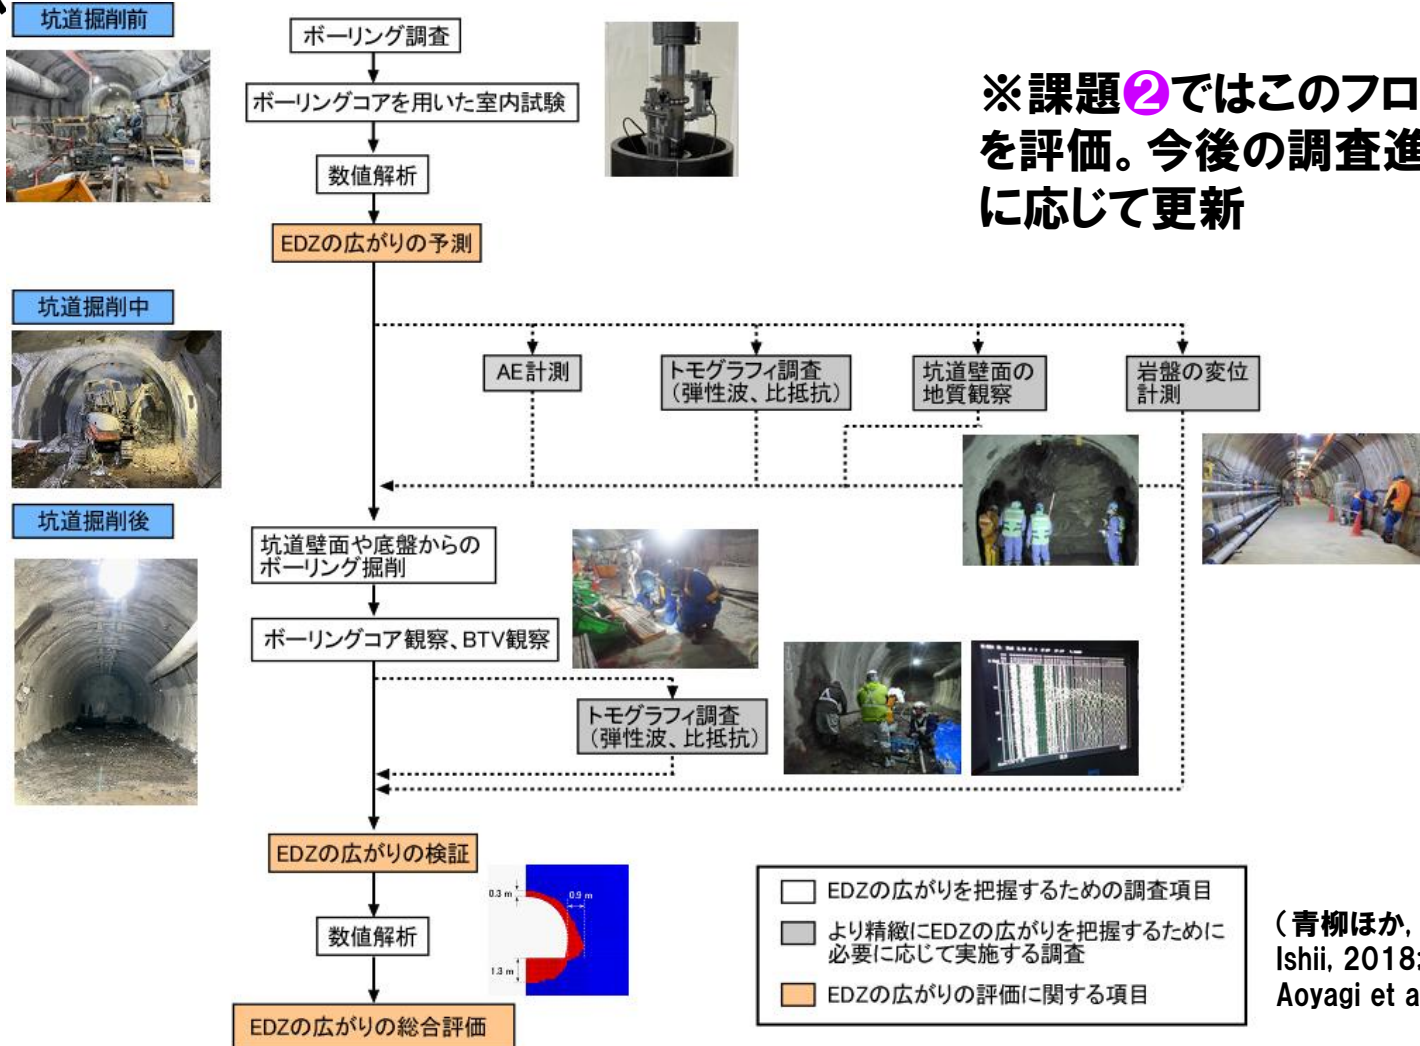 坑道掘削前
ボーリング調査
ボーリングコアを用いた室内試験
数値解析
EDZの広がりの予測
※課題❷ではこのフロ
を評価。今後の調査進
に応じて更新
坑道掘削中
AE計測
トモグラフィ調査
(弾性波、比抵抗)
坑道壁面の
地質観察
岩盤の変位
計測
坑道掘削後
坑道壁面や底盤からの
ボーリング掘削
ボーリングコア観察、BTV観察
トモグラフィ調査
(弾性波、比抵抗)
EDZの広がりの検証
0.3 m
0.9 m
1.3 m
数値解析
EDZの広がりの総合評価
EDZの広がりを把握するための調査項目
より精緻にEDZの広がりを把握するために
必要に応じて実施する調査
EDZの広がりの評価に関する項目
(青柳ほか,
Ishii, 2018;
Aoyagi et a